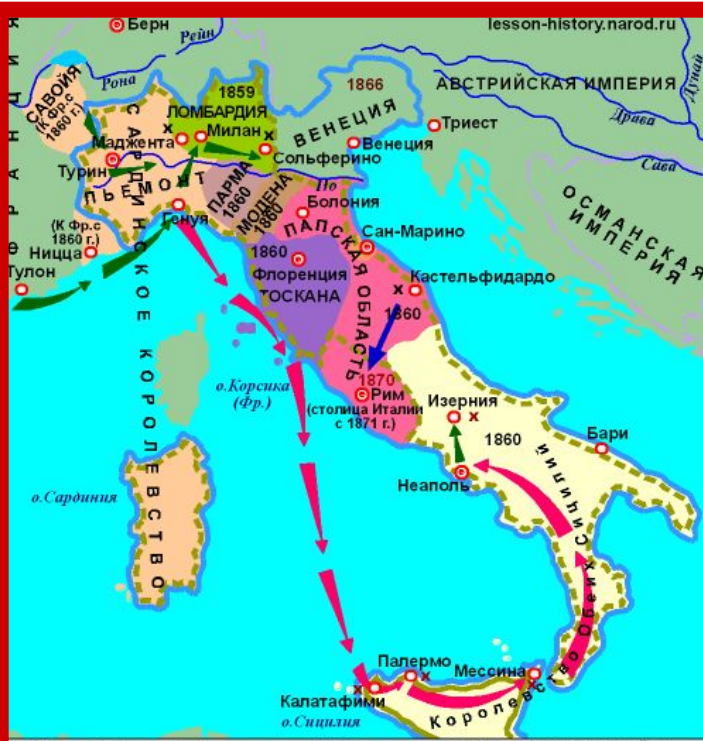 lesson-history.narod.ru
Берн
Рейн
Рона
САВОЙЯ
(К Фр.с
1860 г.)
ФРАНЦИЯ
1859
ЛОМБАРДИЯ
Милан
Маджента
Сольферино
Турин
ПЬЕМОНТ
САРДИНСКОЕ КОРОЛЕВСТВО
Генуя
(К Фр.с
1860 г.)
Ницца
Тулон
1866
ВЕНЕЦИЯ
Венеция
Триест
АВСТРИЙСКАЯ ИМПЕРИЯ
Дунай
Драва
Сава
ОСМАНСКАЯ
ИМПЕРИЯ
ПАРМА
1860
МОДЕНА
1860
По
Болония
ПАПСКАЯ ОБЛАСТЬ
Сан-Марино
1860
Флоренция
ТОСКАНА
Кастельфидардо
1860
1870
Рим
(столица Италии
с 1871 г.)
о.Корсика
(Фр.)
о.Сардиния
Изерния
1860
Бари
Неаполь
Королевство Обеих Сицилий
Палермо
Мессина
Калатафими
о.Сицилия